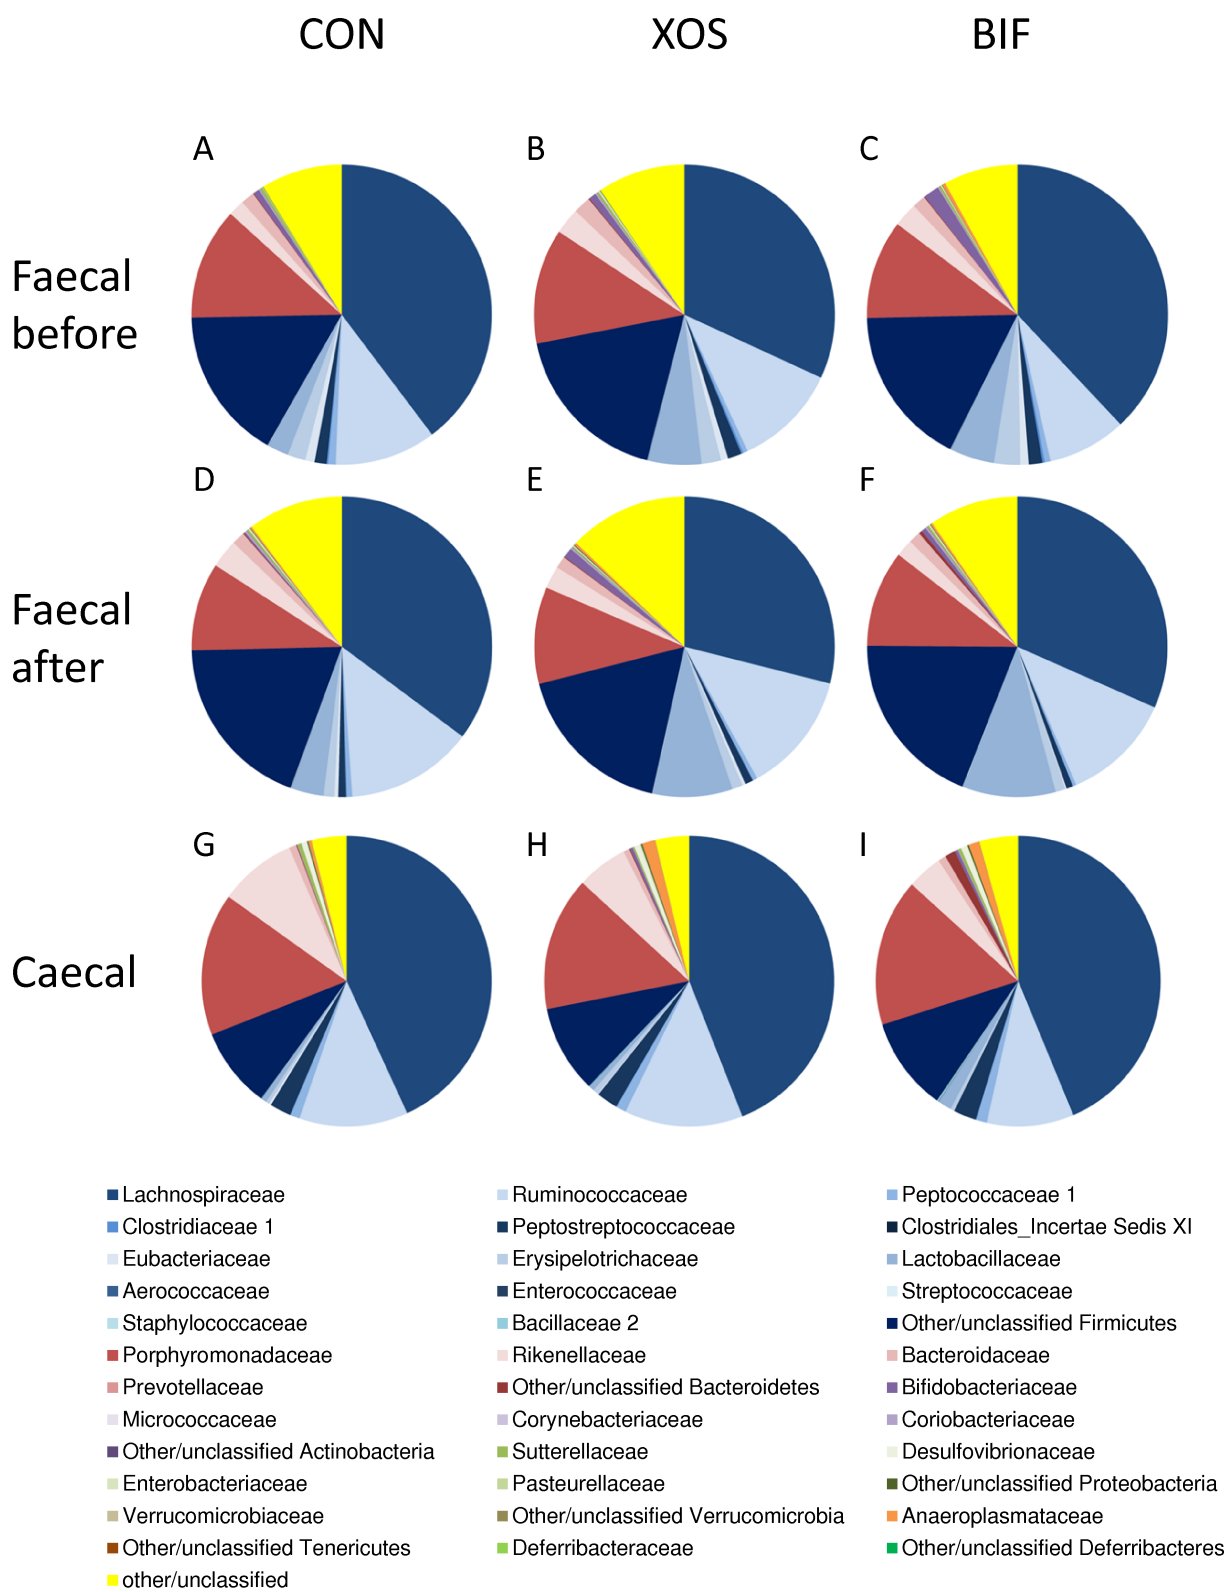 CON XOS BIF
A B C
Faecal
before
D E F
Faecal
after
G H I
Caecal
Lachnospiraceae Ruminococcaceae Peptococcaceae 1
Clostridiaceae 1 Peptostreptococcaceae Clostridiales_Incertae Sedis XI
Eubacteriaceae Erysipelotrichaceae Lactobacillaceae
Aerococcaceae Enterococcaceae Streptococcaceae
Staphylococcaceae Bacillaceae 2 Other/unclassified Firmicutes
Porphyromonadaceae Rikenellaceae Bacteroidaceae
Prevotellaceae Other/unclassified Bacteroidetes Bifidobacteriaceae
Micrococcaceae Corynebacteriaceae Coriobacteriaceae
Other/unclassified Actinobacteria Sutterellaceae Desulfovibrionaceae
Enterobacteriaceae Pasteurellaceae Other/unclassified Proteobacteria
Verrucomicrobiaceae Other/unclassified Verrucomicrobia Anaeroplasmataceae
Other/unclassified Tenericutes Deferribacteraceae Other/unclassified Deferribacteres
other/unclassified